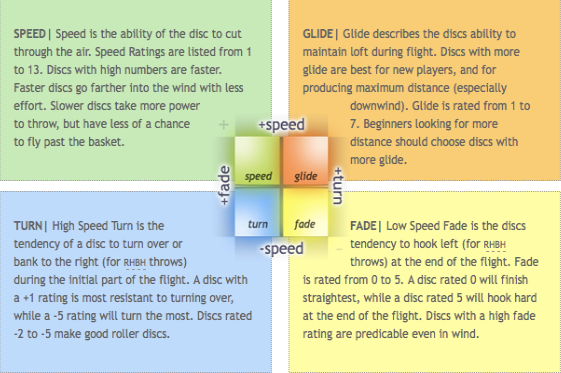 SPEED| Speed is the ability of the disc to cut
through the air. Speed Ratings are listed from 1
to 13. Discs with high numbers are faster.
Faster discs go farther into the wind with less
effort. Slower discs take more power
to throw, but have less of a chance
to fly past the basket.
GLIDE| Glide describes the discs ability to
maintain loft during flight. Discs with more
glide are best for new players, and for
producing maximum distance (especially
downwind). Glide is rated from 1 to
7. Beginners looking for more
distance should choose discs with
more glide.
+
+speed
+fade
speed
glide
+turn
turn
fade
-speed
-
TURN| High Speed Turn is the
tendency of a disc to turn over or
bank to the right (for RHBH throws)
during the initial part of the flight. A disc with
a +1 rating is most resistant to turning over,
while a -5 rating will turn the most. Discs rated
-2 to -5 make good roller discs.
FADE| Low Speed Fade is the discs
tendency to hook left (for RHBH
throws) at the end of the flight. Fade
is rated from 0 to 5. A disc rated 0 will finish
straightest, while a disc rated 5 will hook hard
at the end of the flight. Discs with a high fade
rating are predicable even in wind.